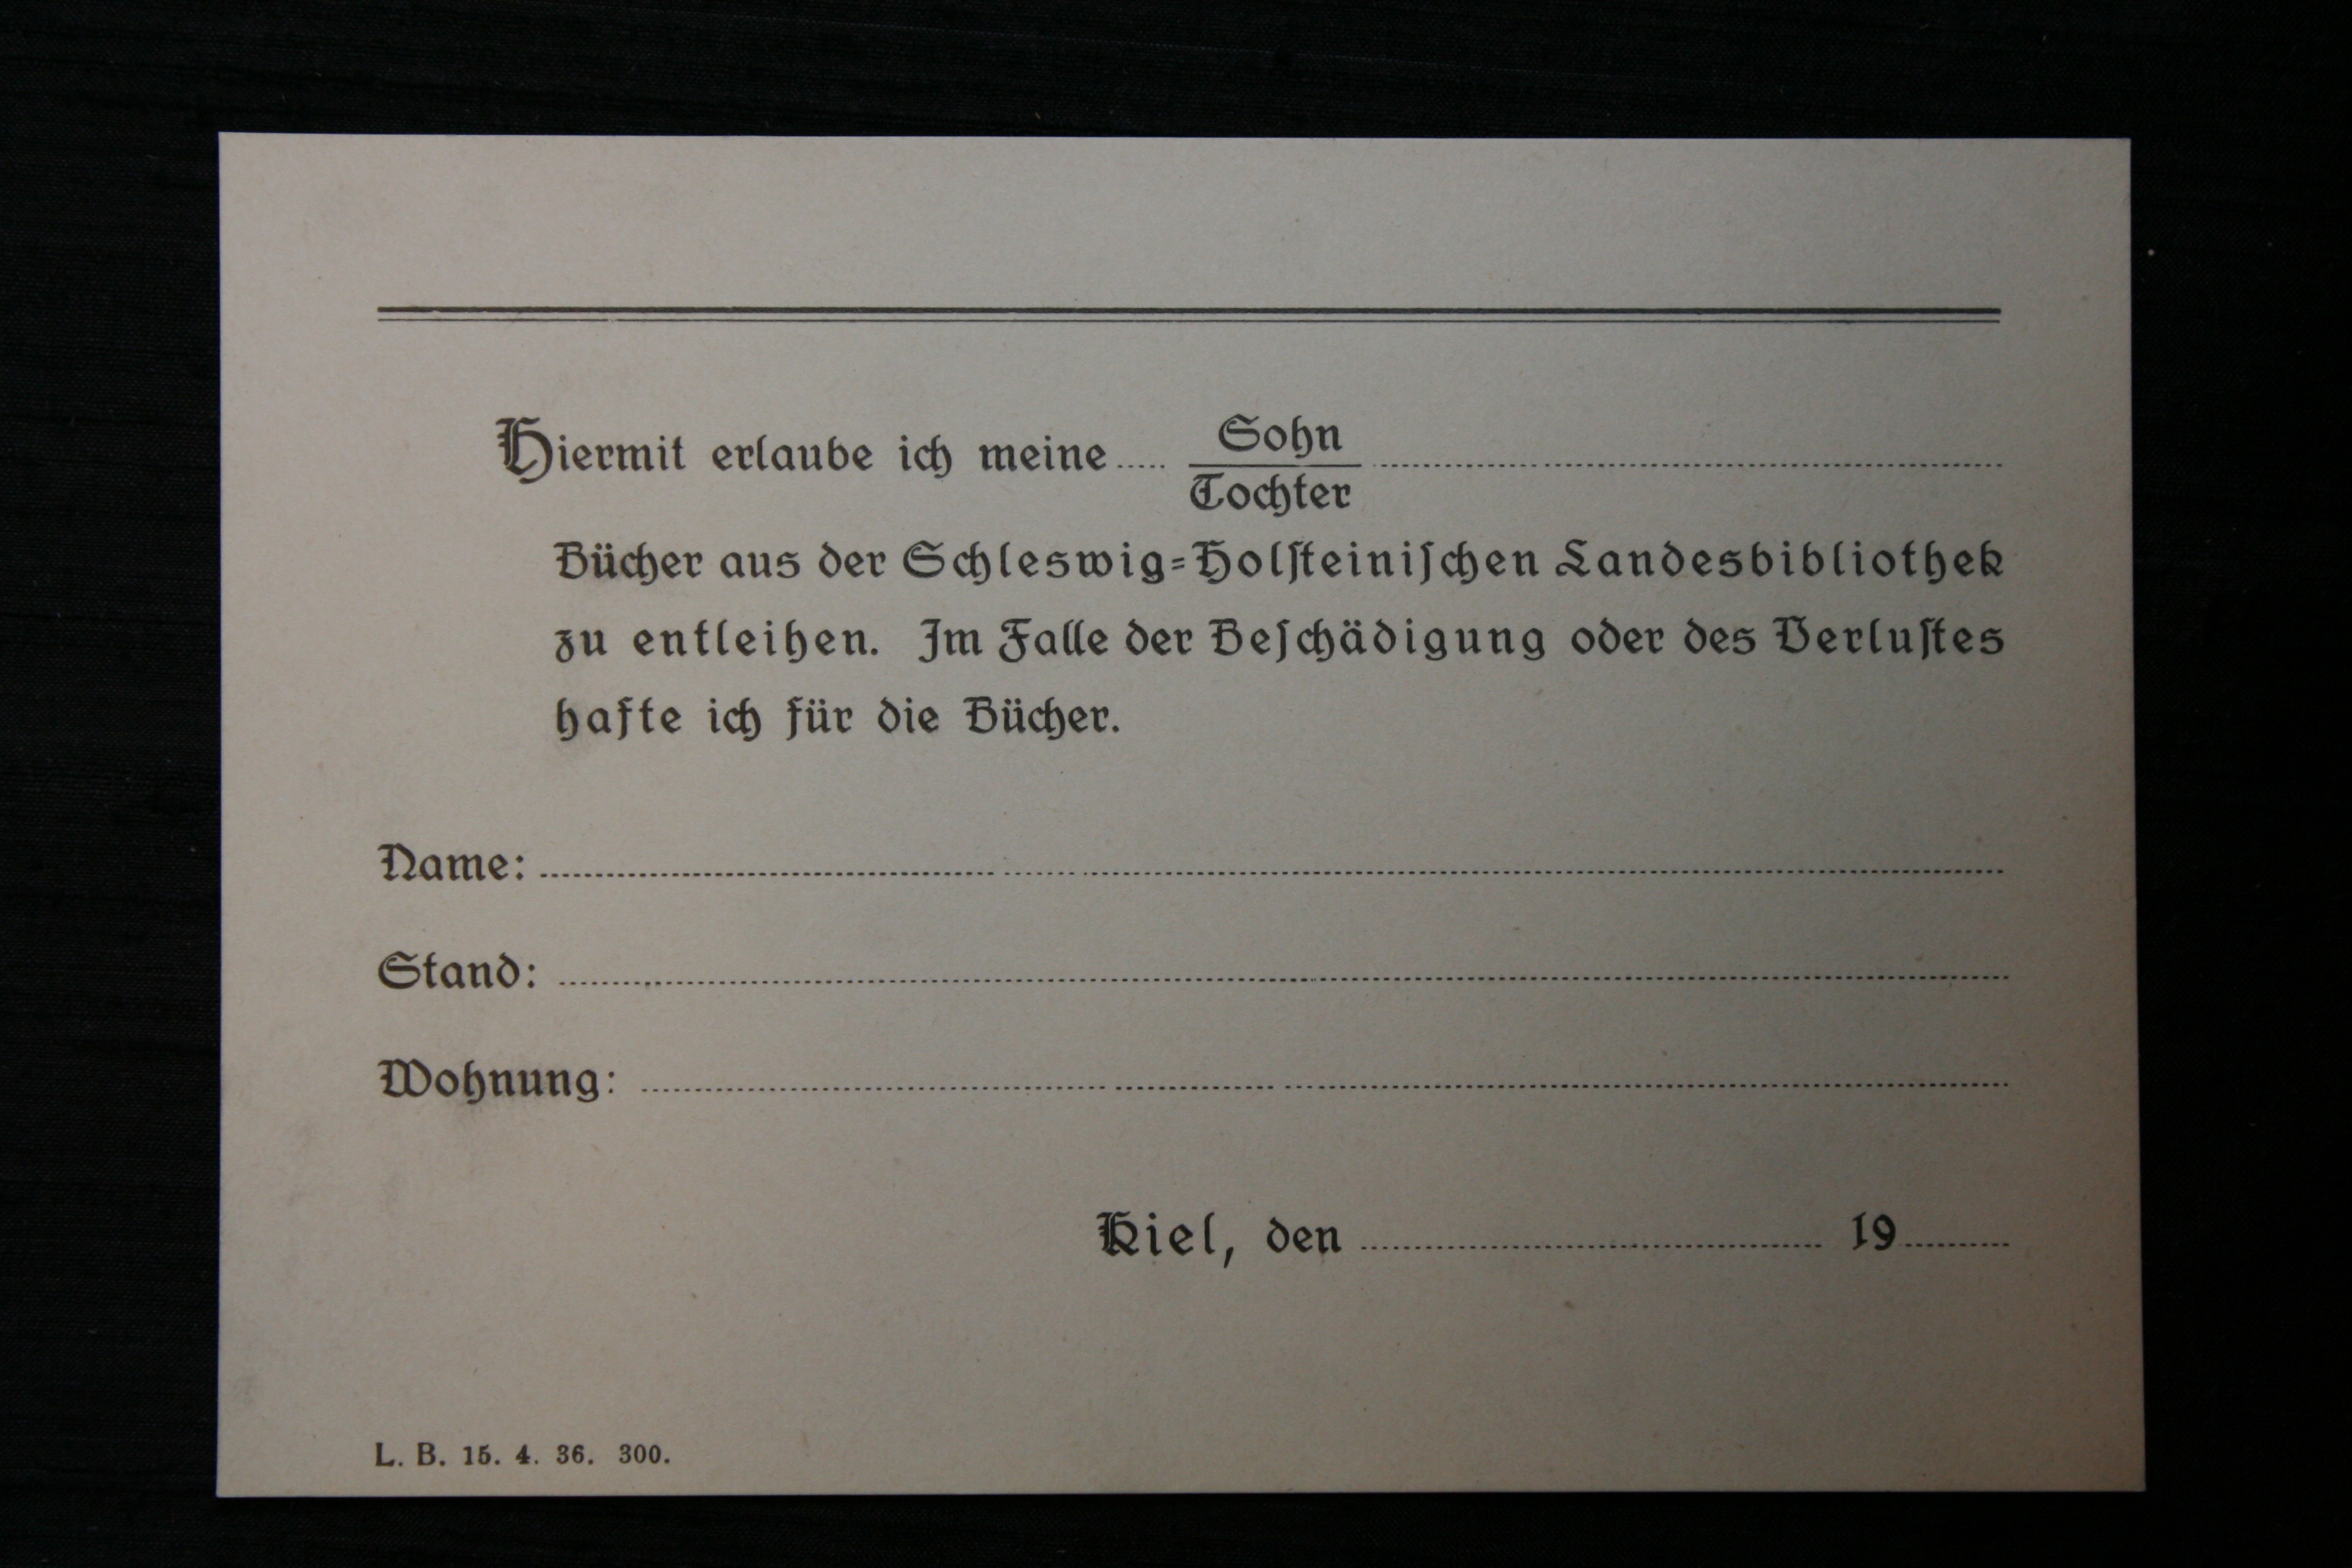 Hiermit erlaube ich meine..... Sohn ........................
Tochter
Bücher aus der Schleswig=Holſteiniſchen Landesbibliothek
zu entleihen. Im Falle der Beſchädigung oder des Verluſtes
hafte ich für die Bücher.
Name: ........................
Stand: ........................
Wohnung: ........................
Kiel, den ........................ 19........
L. B. 15. 4. 36. 300.